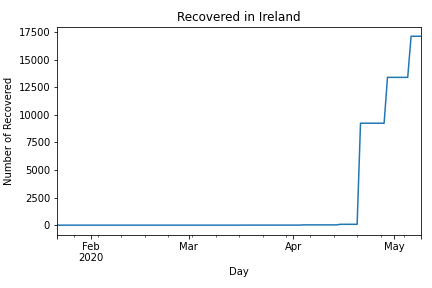 Recovered in Ireland
Number of Recovered
17500
15000
12500
10000
7500
5000
2500
0
Feb
2020
Mar
Apr
May
Day